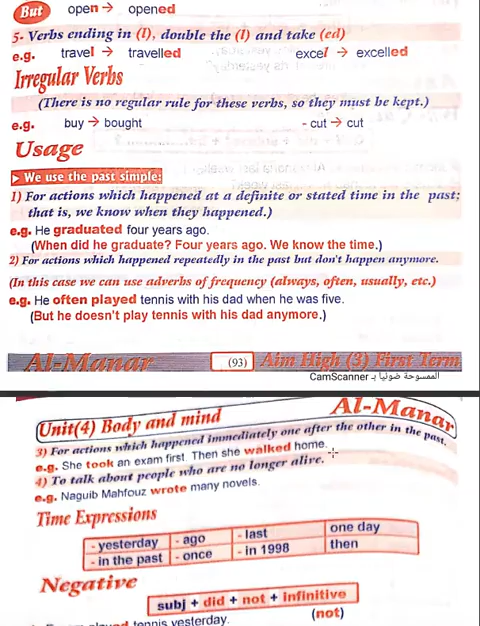 But open → opened
5- Verbs ending in (l), double the (l) and take (ed)
e.g. travel → travelled excel → excelled
Irregular Verbs
(There is no regular rule for these verbs, so they must be kept.)
e.g. buy → bought - cut → cut
Usage
We use the past simple:
1) For actions which happened at a definite or stated time in the past;
that is, we know when they happened.)
e.g. He graduated four years ago.
(When did he graduate? Four years ago. We know the time.)
2) For actions which happened repeatedly in the past but don't happen anymore.
(In this case we can use adverbs of frequency (always, often, usually, etc.)
e.g. He often played tennis with his dad when he was five.
(But he doesn't play tennis with his dad anymore.)
Al-Manar (93) Aim High (3) First Term
الممسوحة ضوئيا بـ CamScanner
Unit(4) Body and mind Al-Manar
3) For actions which happened immediately one after the other in the past.
e.g. She took an exam first. Then she walked home.
4) To talk about people who are no longer alive.
e.g. Naguib Mahfouz wrote many novels.
Time Expressions
- yesterday - ago - last one day
- in the past - once - in 1998 then
Negative
subj + did + not + infinitive
tennis yesterday. (not)